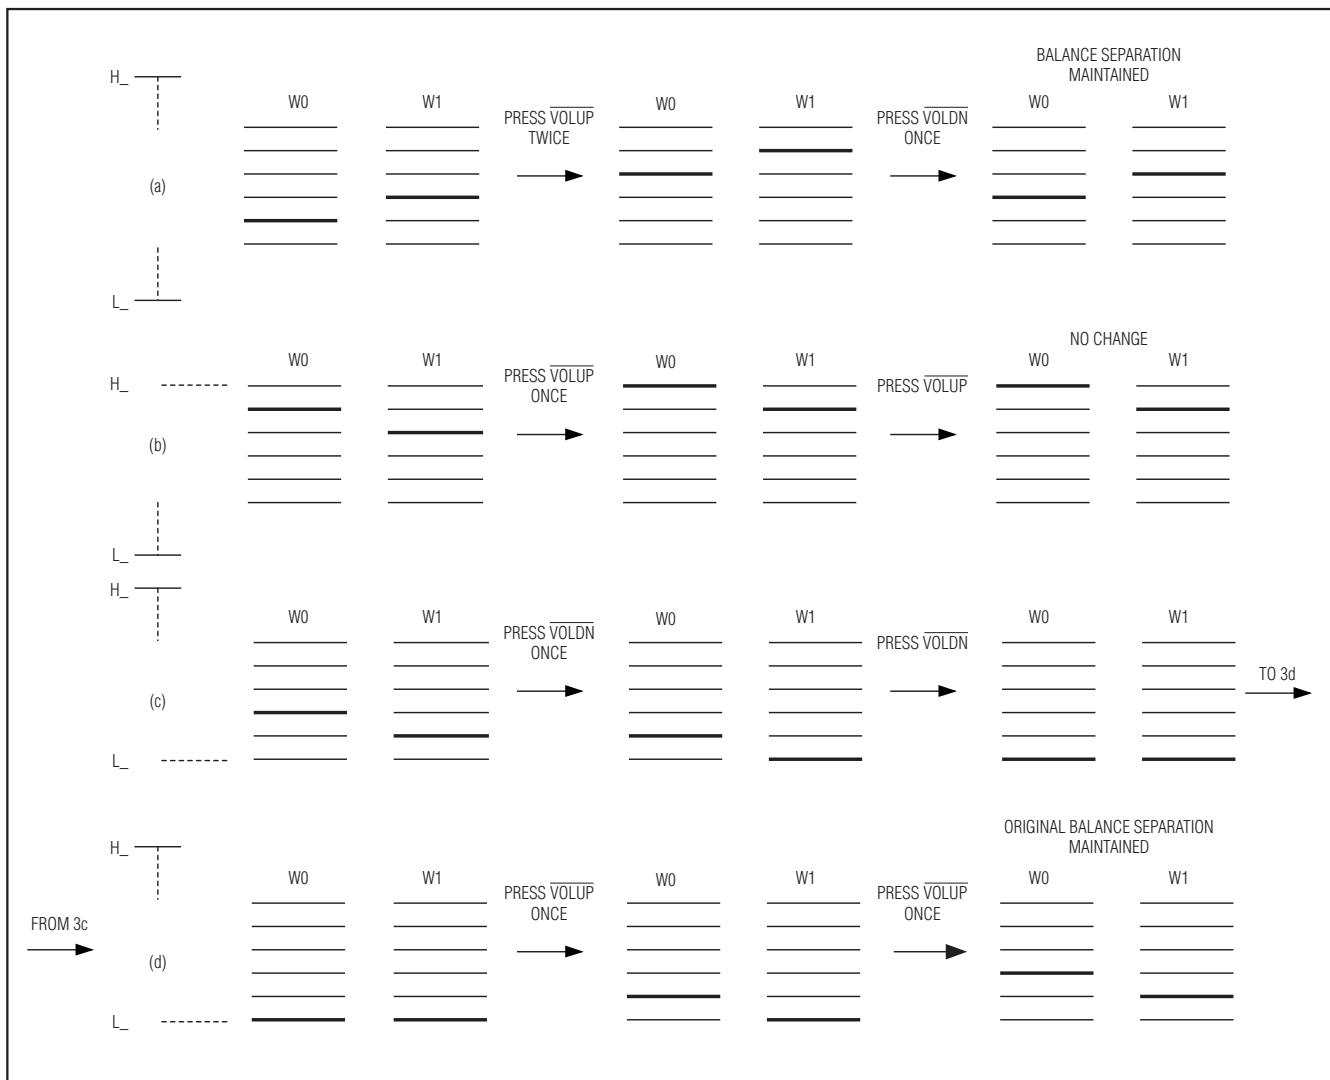 BALANCE SEPARATION
MAINTAINED
H_
W0 W1 W0 W1 W0 W1
PRESS VOLUP
TWICE
PRESS VOLDN
ONCE
(a)
L_
NO CHANGE
W0 W1 W0 W1 W0 W1
H_
PRESS VOLUP
ONCE
PRESS VOLUP
(b)
L_
H_
W0 W1 W0 W1 W0 W1
PRESS VOLDN
ONCE
PRESS VOLDN
TO 3d
(c)
L_
ORIGINAL BALANCE SEPARATION
MAINTAINED
H_
W0 W1 W0 W1 W0 W1
PRESS VOLUP
ONCE
PRESS VOLUP
ONCE
FROM 3c
(d)
L_